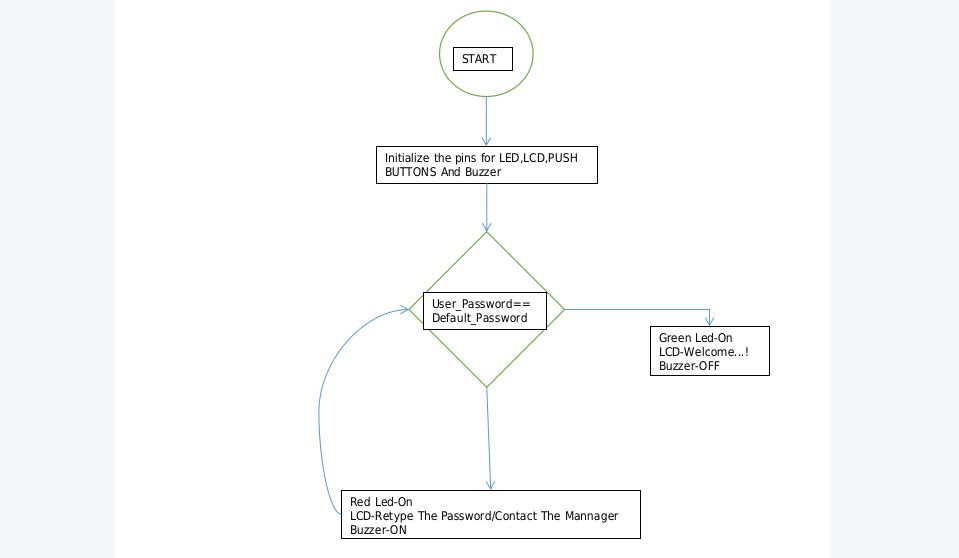 START
Initialize the pins for LED,LCD,PUSH
BUTTONS And Buzzer
User_Password==
Default_Password
Green Led-On
LCD-Welcome...!
Buzzer-OFF
Red Led-On
LCD-Retype The Password/Contact The Mannager
Buzzer-ON